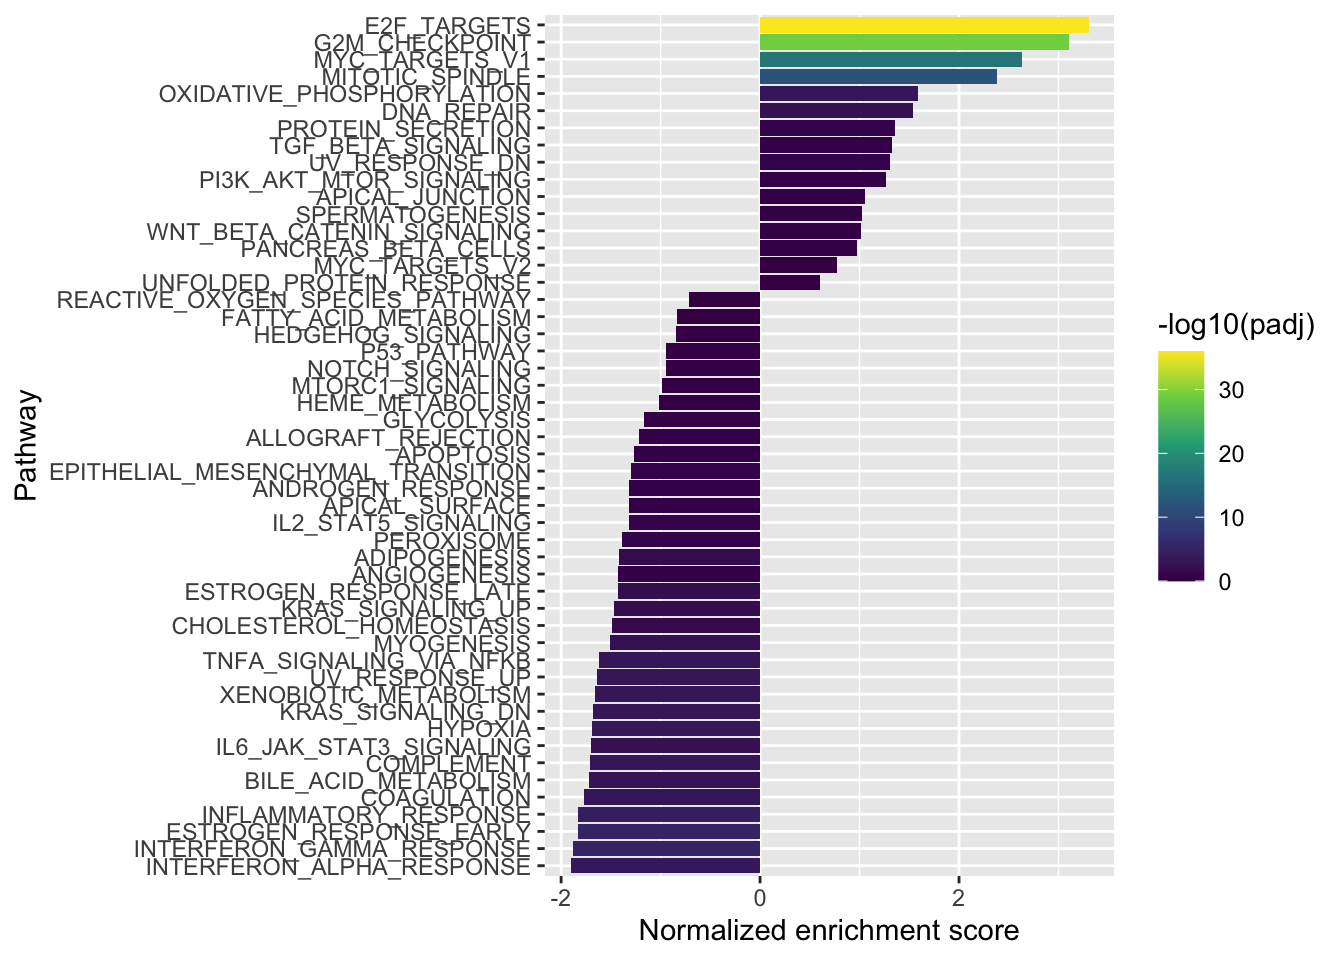 E2F_TARGETS
G2M_CHECKPOINT
MYC_TARGETS_V1
MITOTIC_SPINDLE
OXIDATIVE_PHOSPHORYLATION
DNA_REPAIR
PROTEIN_SECRETION
TGF_BETA_SIGNALING
UV_RESPONSE_DN
PI3K_AKT_MTOR_SIGNALING
APICAL_JUNCTION
SPERMATOGENESIS
WNT_BETA_CATENIN_SIGNALING
PANCREAS_BETA_CELLS
MYC_TARGETS_V2
UNFOLDED_PROTEIN_RESPONSE
REACTIVE_OXYGEN_SPECIES_PATHWAY
FATTY_ACID_METABOLISM
HEDGEHOG_SIGNALING
P53_PATHWAY
NOTCH_SIGNALING
MTORC1_SIGNALING
HEME_METABOLISM
GLYCOLYSIS
ALLOGRAFT_REJECTION
APOPTOSIS
EPITHELIAL_MESENCHYMAL_TRANSITION
ANDROGEN_RESPONSE
APICAL_SURFACE
IL2_STAT5_SIGNALING
PEROXISOME
ADIPOGENESIS
ANGIOGENESIS
ESTROGEN_RESPONSE_LATE
KRAS_SIGNALING_UP
CHOLESTEROL_HOMEOSTASIS
MYOGENESIS
TNFA_SIGNALING_VIA_NFKB
UV_RESPONSE_UP
XENOBIOTIC_METABOLISM
KRAS_SIGNALING_DN
HYPOXIA
IL6_JAK_STAT3_SIGNALING
COMPLEMENT
BILE_ACID_METABOLISM
COAGULATION
INFLAMMATORY_RESPONSE
ESTROGEN_RESPONSE_EARLY
INTERFERON_GAMMA_RESPONSE
INTERFERON_ALPHA_RESPONSE
Pathway
-2 0 2
Normalized enrichment score
-log10(padj)
30
20
10
0